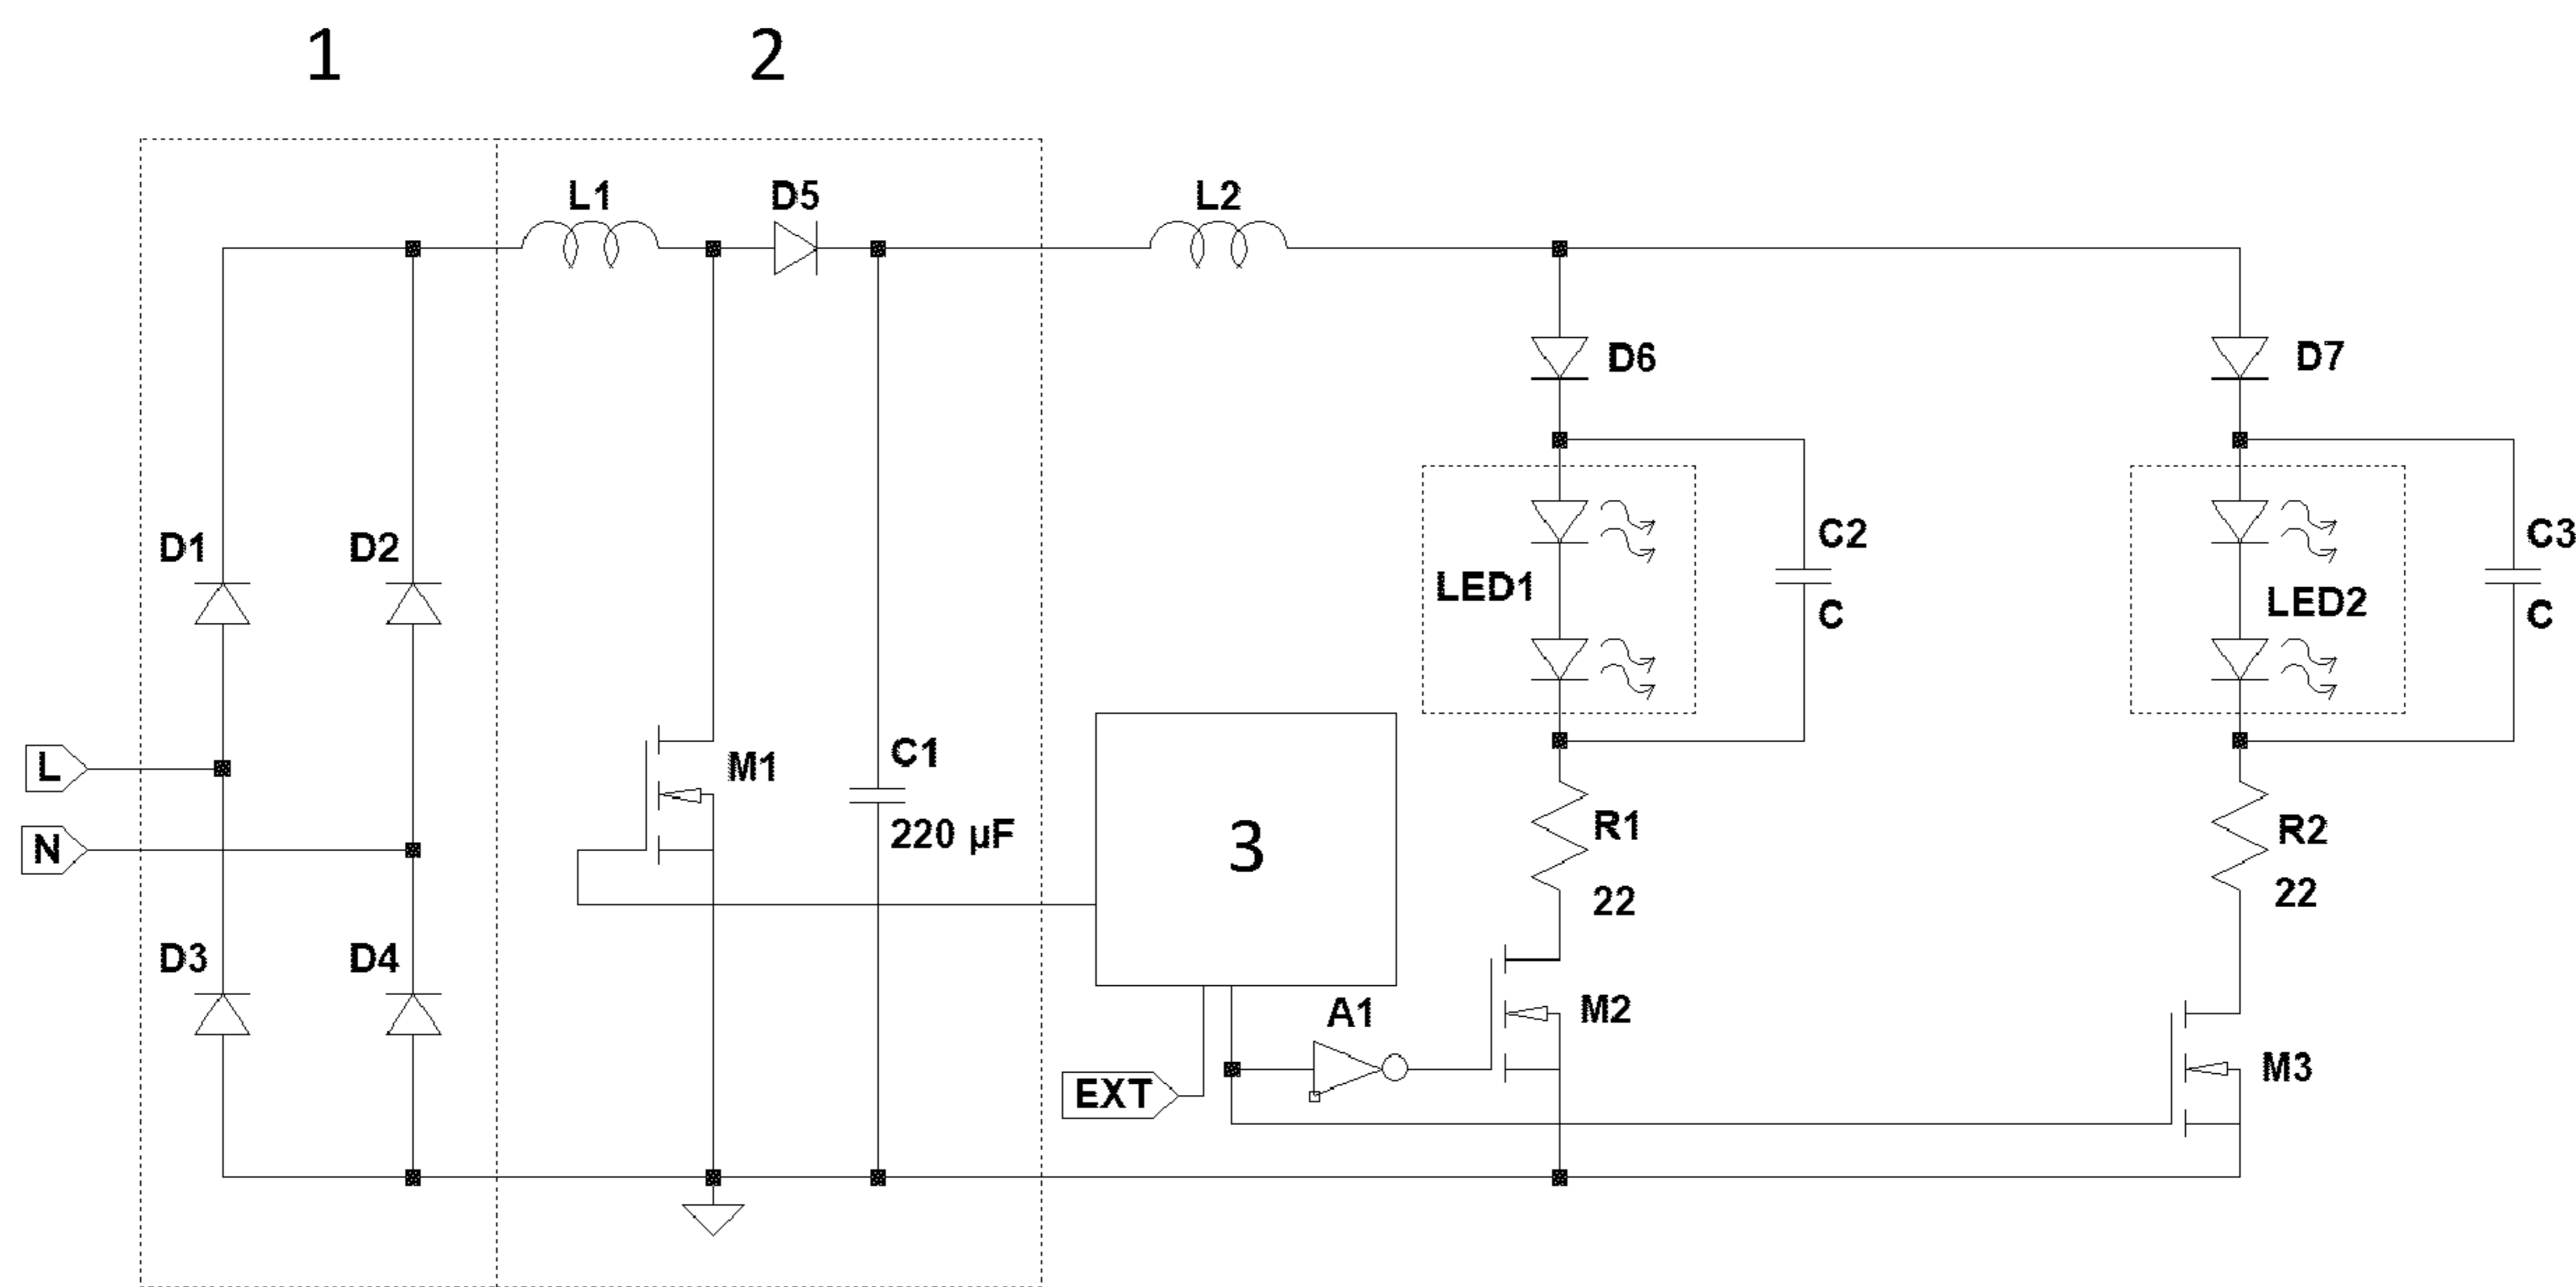 1 2
L1 D5 L2
D6 D7
D1 D2 C2 C3
LED1 LED2
C C
L M1 C1
N 220 µF 3 R1 R2
22 22
D3 D4
A1 M2
EXT M3